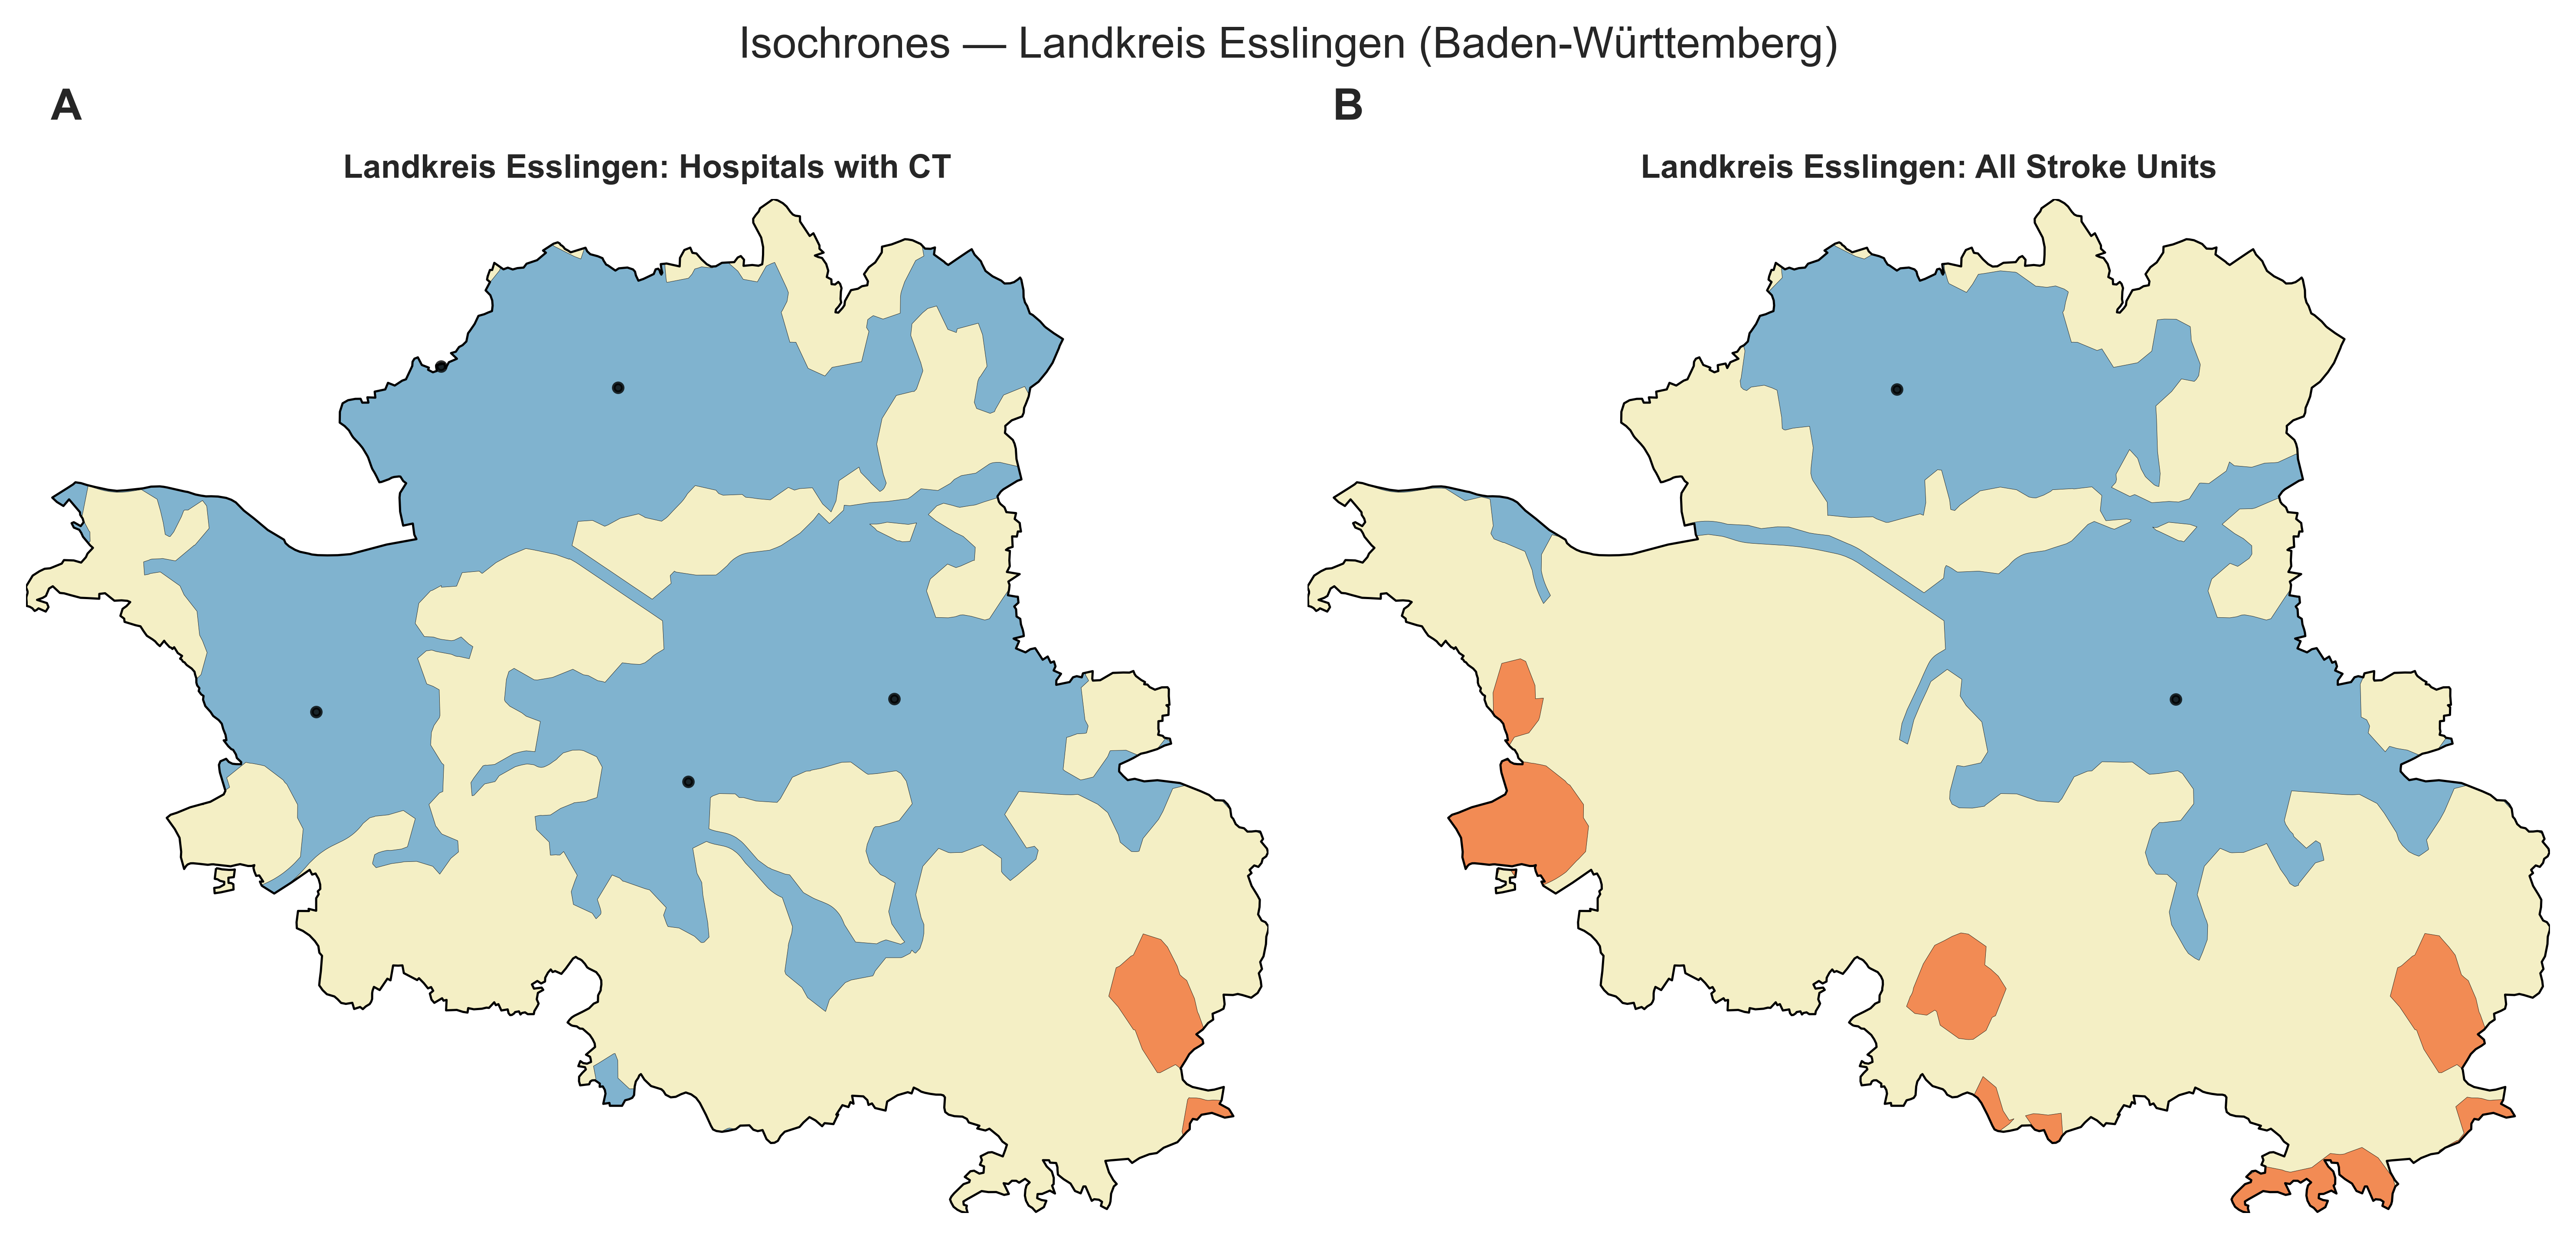 Isochrones — Landkreis Esslingen (Baden-Württemberg)
A
B
Landkreis Esslingen: Hospitals with CT
Landkreis Esslingen: All Stroke Units